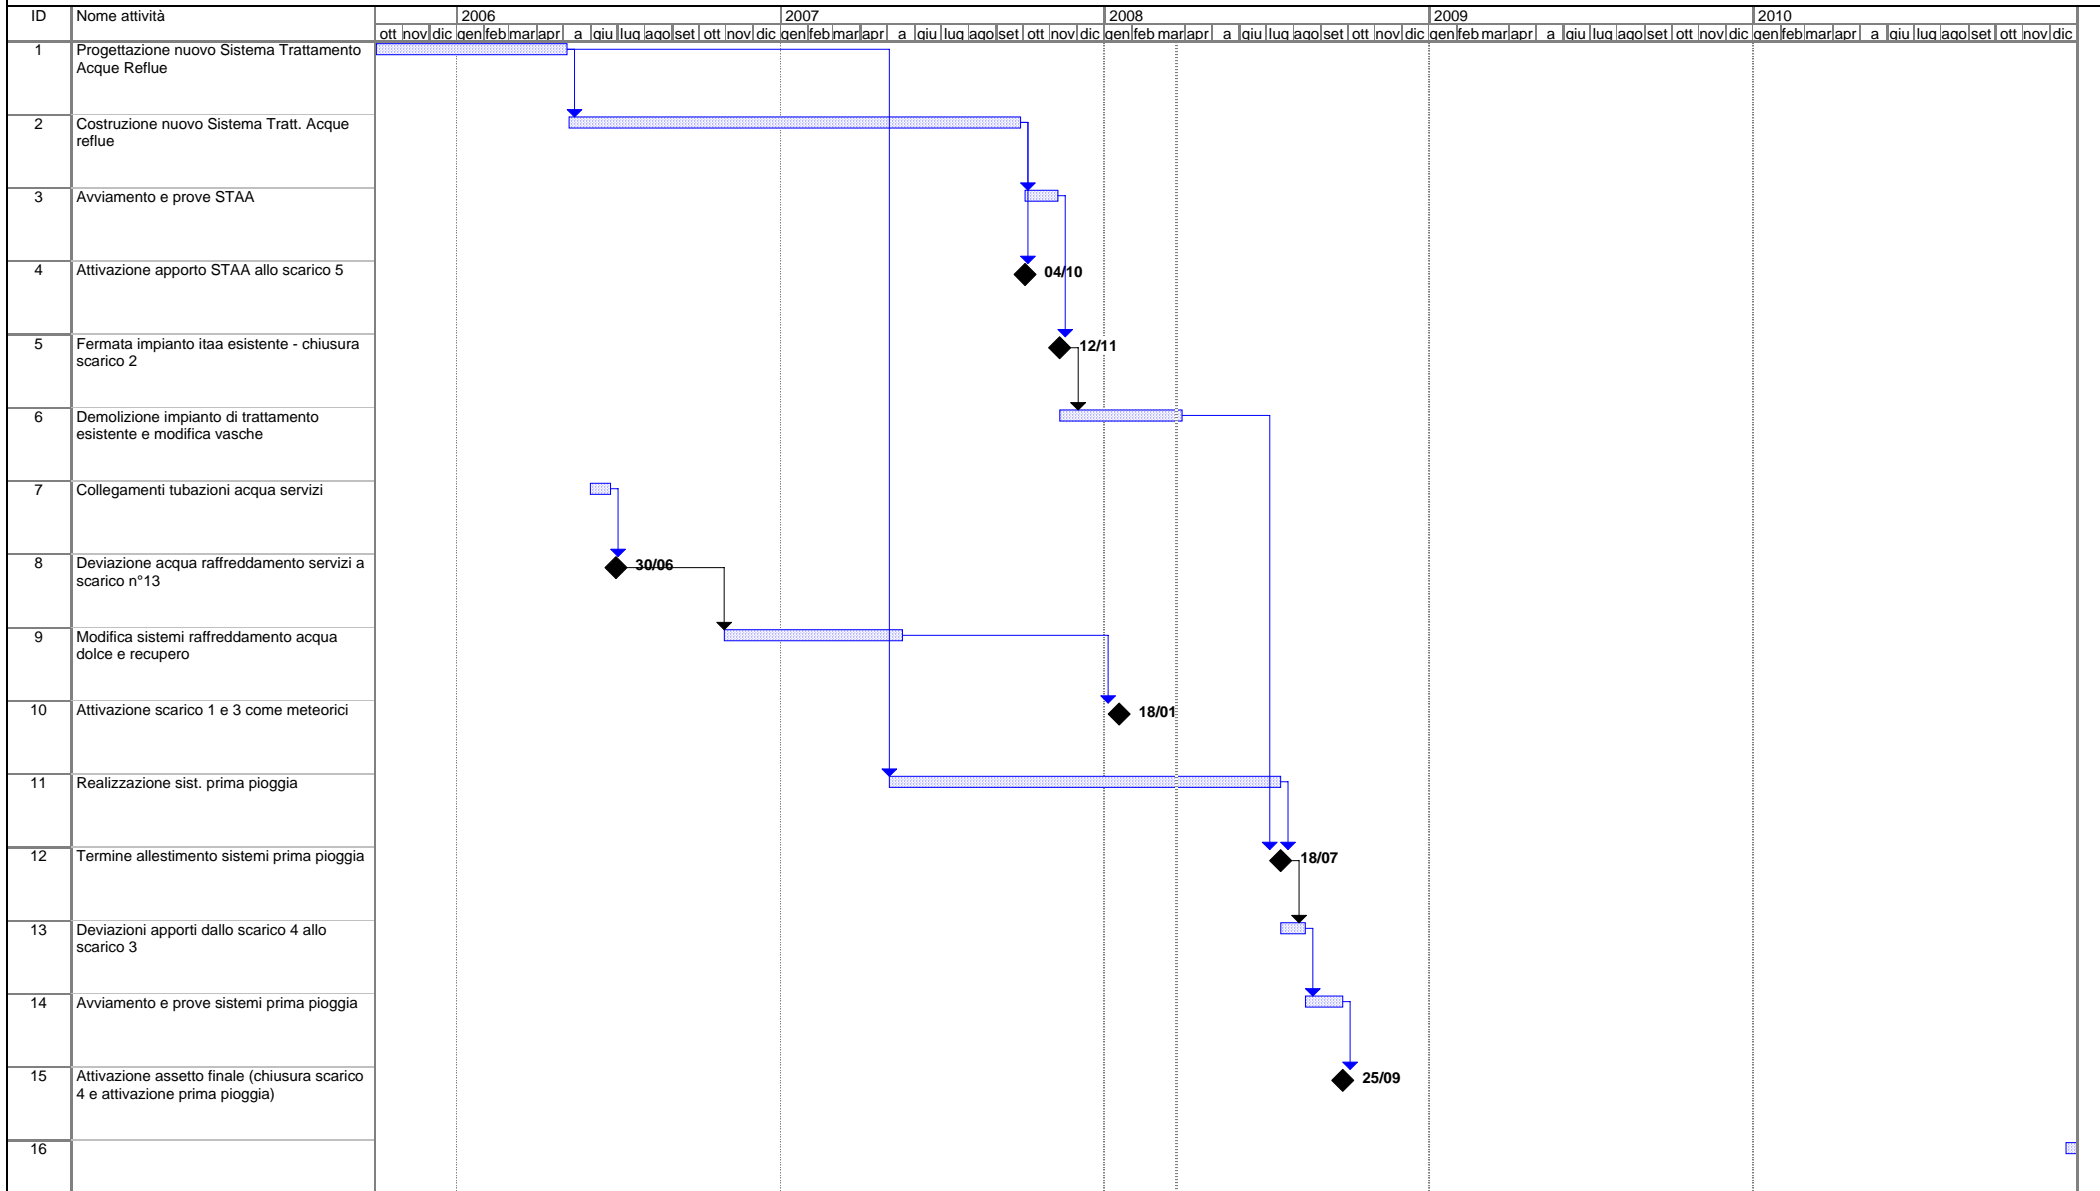 ID Nome attività 2006 2007 2008 2009 2010
ott nov dic gen feb mar apr a giu lug ago set ott nov dic gen feb mar apr a giu lug ago set ott nov dic gen feb mar apr a giu lug ago set ott nov dic gen feb mar apr a giu lug ago set ott nov dic gen feb mar apr a giu lug ago set ott nov dic
1 Progettazione nuovo Sistema Trattamento
Acque Reflue
2 Costruzione nuovo Sistema Tratt. Acque
reflue
3 Avviamento e prove STAA
4 Attivazione apporto STAA allo scarico 5 04/10
5 Fermata impianto itaa esistente - chiusura 12/11
scarico 2
6 Demolizione impianto di trattamento
esistente e modifica vasche
7 Collegamenti tubazioni acqua servizi
8 Deviazione acqua raffreddamento servizi a 30/06
scarico n°13
9 Modifica sistemi raffreddamento acqua
dolce e recupero
10 Attivazione scarico 1 e 3 come meteorici 18/01
11 Realizzazione sist. prima pioggia
12 Termine allestimento sistemi prima pioggia 18/07
13 Deviazioni apporti dallo scarico 4 allo
scarico 3
14 Avviamento e prove sistemi prima pioggia
15 Attivazione assetto finale (chiusura scarico 25/09
4 e attivazione prima pioggia)
16